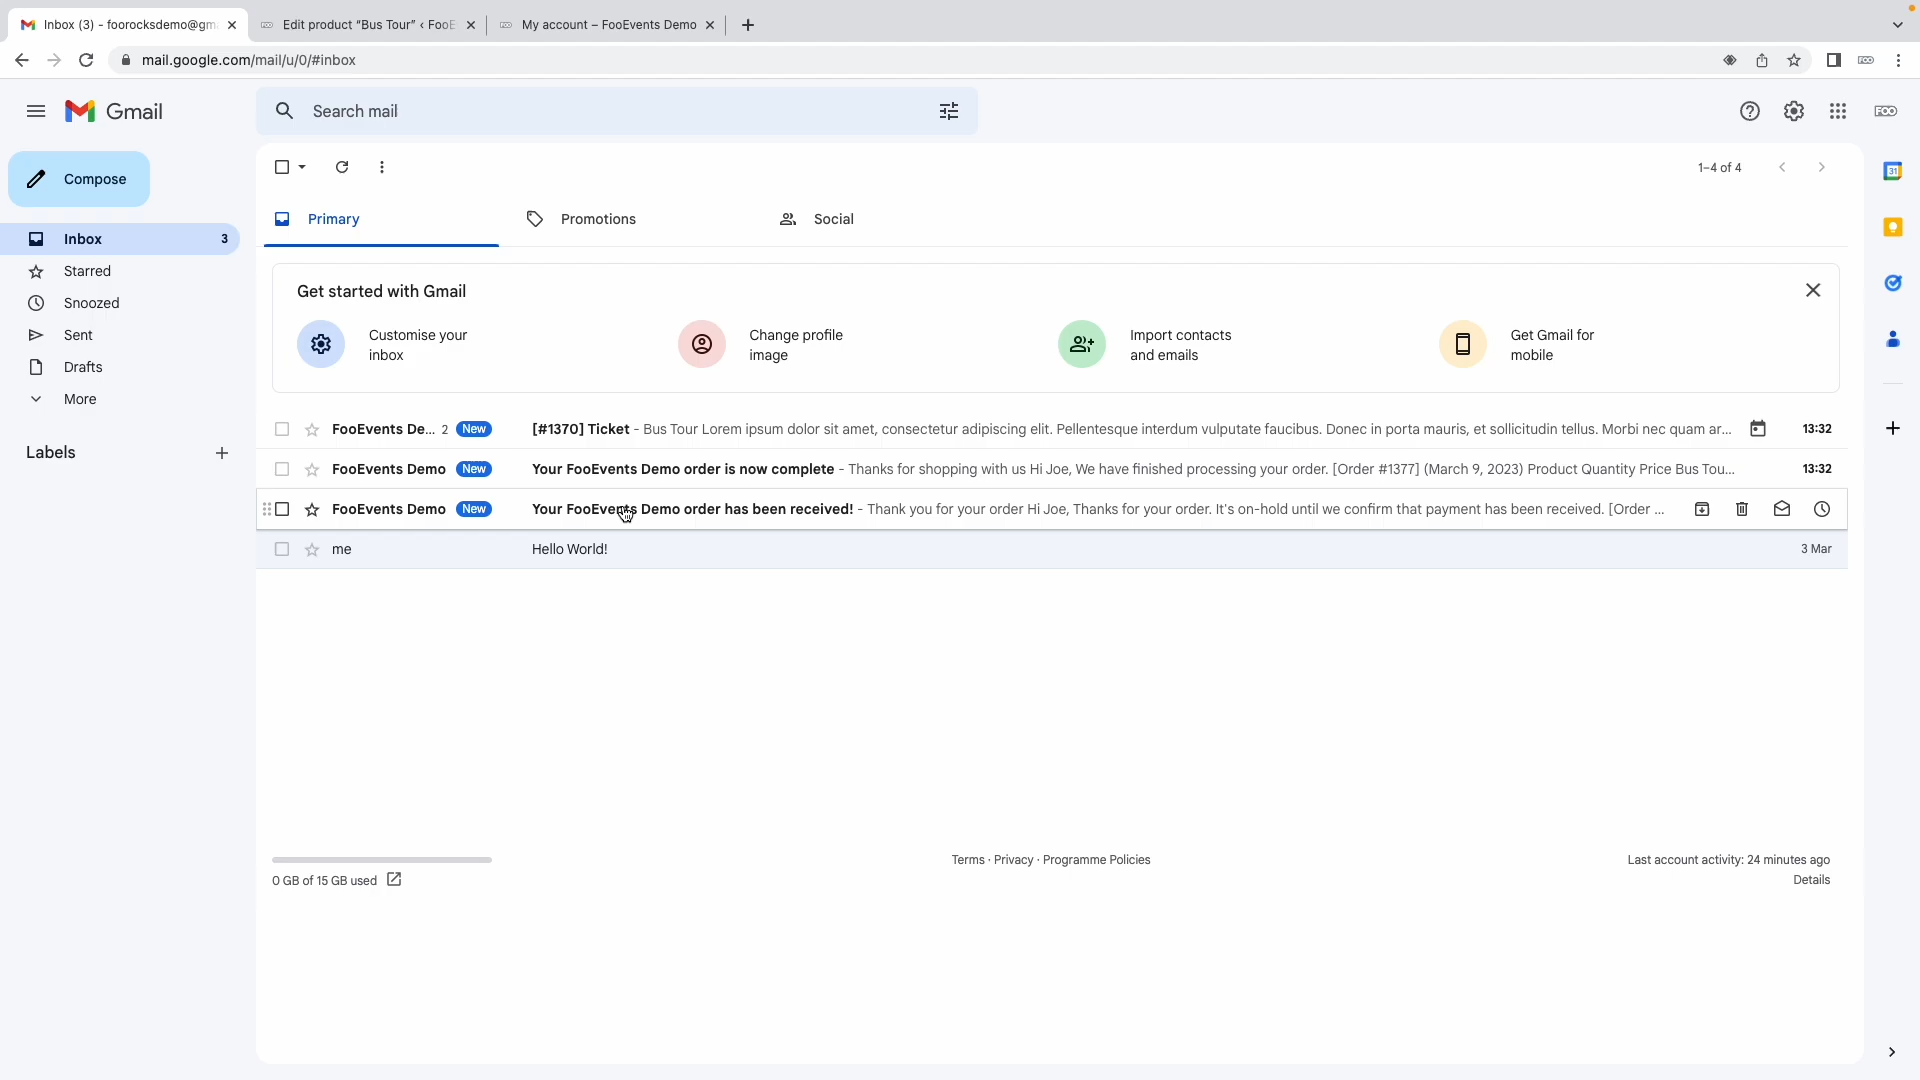 Inbox (3) - foorocksdemo@gm
Edit product “Bus Tour” ‹ FooE
My account – FooEvents Demo
mail.google.com/mail/u/0/#inbox
Gmail
Search mail
FOO
Compose
1–4 of 4
31
Primary
Promotions
Social
Inbox 3
Starred
Snoozed
Sent
Drafts
More
Labels
Get started with Gmail
Customise your
inbox
Change profile
image
Import contacts
and emails
Get Gmail for
mobile
FooEvents De... 2 New [#1370] Ticket - Bus Tour Lorem ipsum dolor sit amet, consectetur adipiscing elit. Pellentesque interdum vulputate faucibus. Donec in porta mauris, et sollicitudin tellus. Morbi nec quam ar... 13:32
FooEvents Demo New Your FooEvents Demo order is now complete - Thanks for shopping with us Hi Joe, We have finished processing your order. [Order #1377] (March 9, 2023) Product Quantity Price Bus Tou... 13:32
FooEvents Demo New Your FooEvents Demo order has been received! - Thank you for your order Hi Joe, Thanks for your order. It's on-hold until we confirm that payment has been received. [Order ...
me Hello World! 3 Mar
0 GB of 15 GB used
Terms · Privacy · Programme Policies
Last account activity: 24 minutes ago
Details